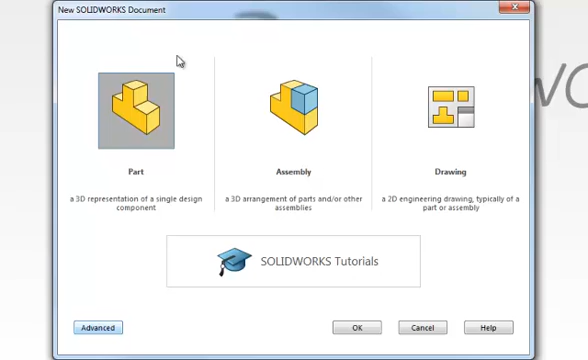 New SOLIDWORKS Document
Part
Assembly
Drawing
a 3D representation of a single design
component
a 3D arrangement of parts and/or other
assemblies
a 2D engineering drawing, typically of a
part or assembly
SOLIDWORKS Tutorials
Advanced
OK
Cancel
Help